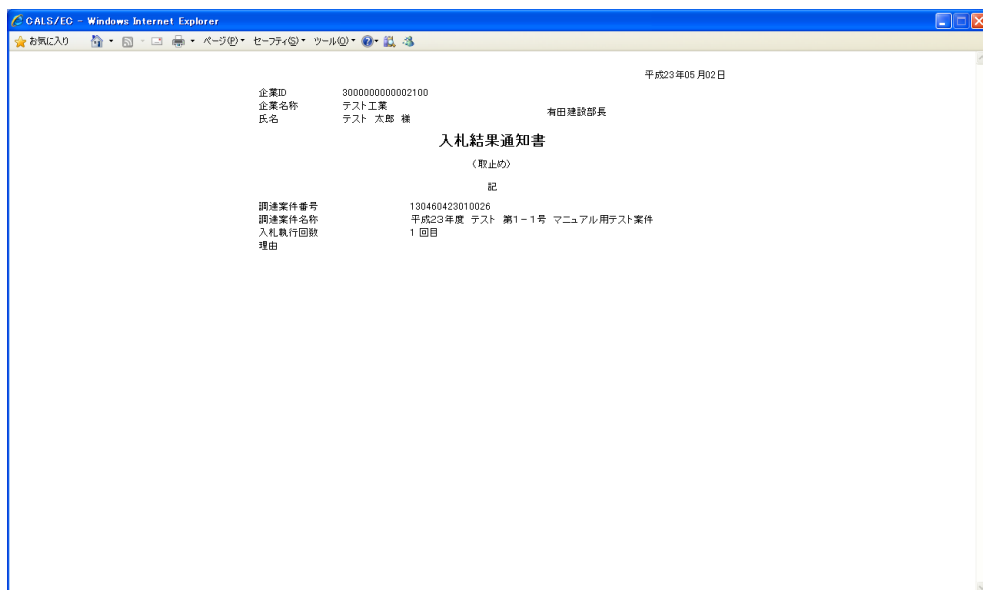 CALS/EC - Windows Internet Explorer
お気に入り ページ(P) セーフティ(S) ツール(O)
平成23年05月02日
企業ID 3000000000002100
企業名称 テスト工業
有田建設部長
氏名 テスト 太郎 様
入札結果通知書
(取止め)
記
調達案件番号 130460423010026
調達案件名称 平成23年度 テスト 第1-1号 マニュアル用テスト案件
入札執行回数 1 回目
理由